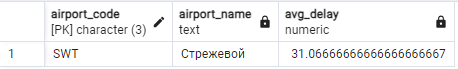 airport_code airport_name avg_delay
[PK] character (3) text numeric
1 SWT Стрежевой 31.0666666666666667